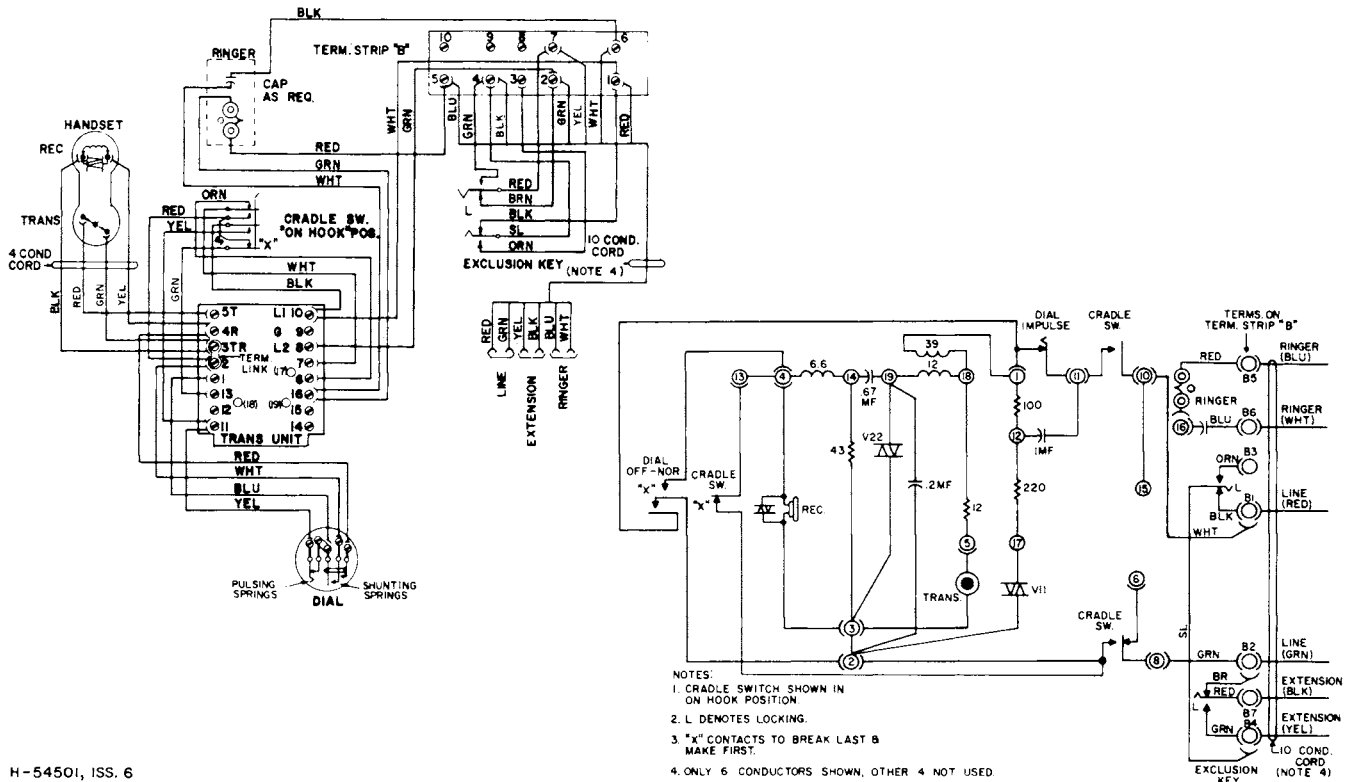 BLK
RINGER
TERM. STRIP "B"
10 9 8 7 6
CAP
AS REQ.
5 4 3 2 1
BLU
GRN
BLK
GRN
YEL
WHT
RED
WHT
GRN
HANDSET
REC
RED
GRN
WHT
ORN
RED
YEL
CRADLE SW.
"ON HOOK" POS.
"X"
TRANS
4 COND
CORD
BLK
RED
GRN
YEL
GRN
WHT
BLK
RED
BRN
L
BLK
SL
ORN
EXCLUSION KEY (NOTE 4)
10 COND.
CORD
RED
GRN
YEL
BLK
BLU
WHT
LINE
EXTENSION
RINGER
5T L1 10
4R G 9
3TR L2 8
2 TERM. LINK (17) 7
1 6
13 (18) (19) 16
12 15
11 14
TRANS UNIT
RED
WHT
BLU
YEL
PULSING
SPRINGS
SHUNTING
SPRINGS
DIAL
DIAL
IMPULSE
CRADLE
SW.
TERMS. ON
TERM. STRIP "B"
RINGER
(BLU)
RED
B5
39
6.6
12
13 4 14 19 18 1 11 10
.67
MF
100
RINGER
16
BLU
B6
RINGER
(WHT)
12
1MF
43
V22
DIAL
OFF-NOR
"X"
CRADLE
SW.
"X"
.2MF
220
15
ORN
B3
L
BLK
B1
LINE
(RED)
WHT
REC.
12
5
17
TRANS.
V11
6
3
2
CRADLE
SW.
SL
8
GRN
B2
LINE
(GRN)
BR
RED
L
B7
EXTENSION
(BLK)
GRN
B4
EXTENSION
(YEL)
EXCLUSION
KEY
10 COND.
CORD
(NOTE 4)
NOTES:
1. CRADLE SWITCH SHOWN IN
ON HOOK POSITION.
2. L DENOTES LOCKING.
3. "X" CONTACTS TO BREAK LAST &
MAKE FIRST.
4. ONLY 6 CONDUCTORS SHOWN, OTHER 4 NOT USED.
H-54501, ISS. 6